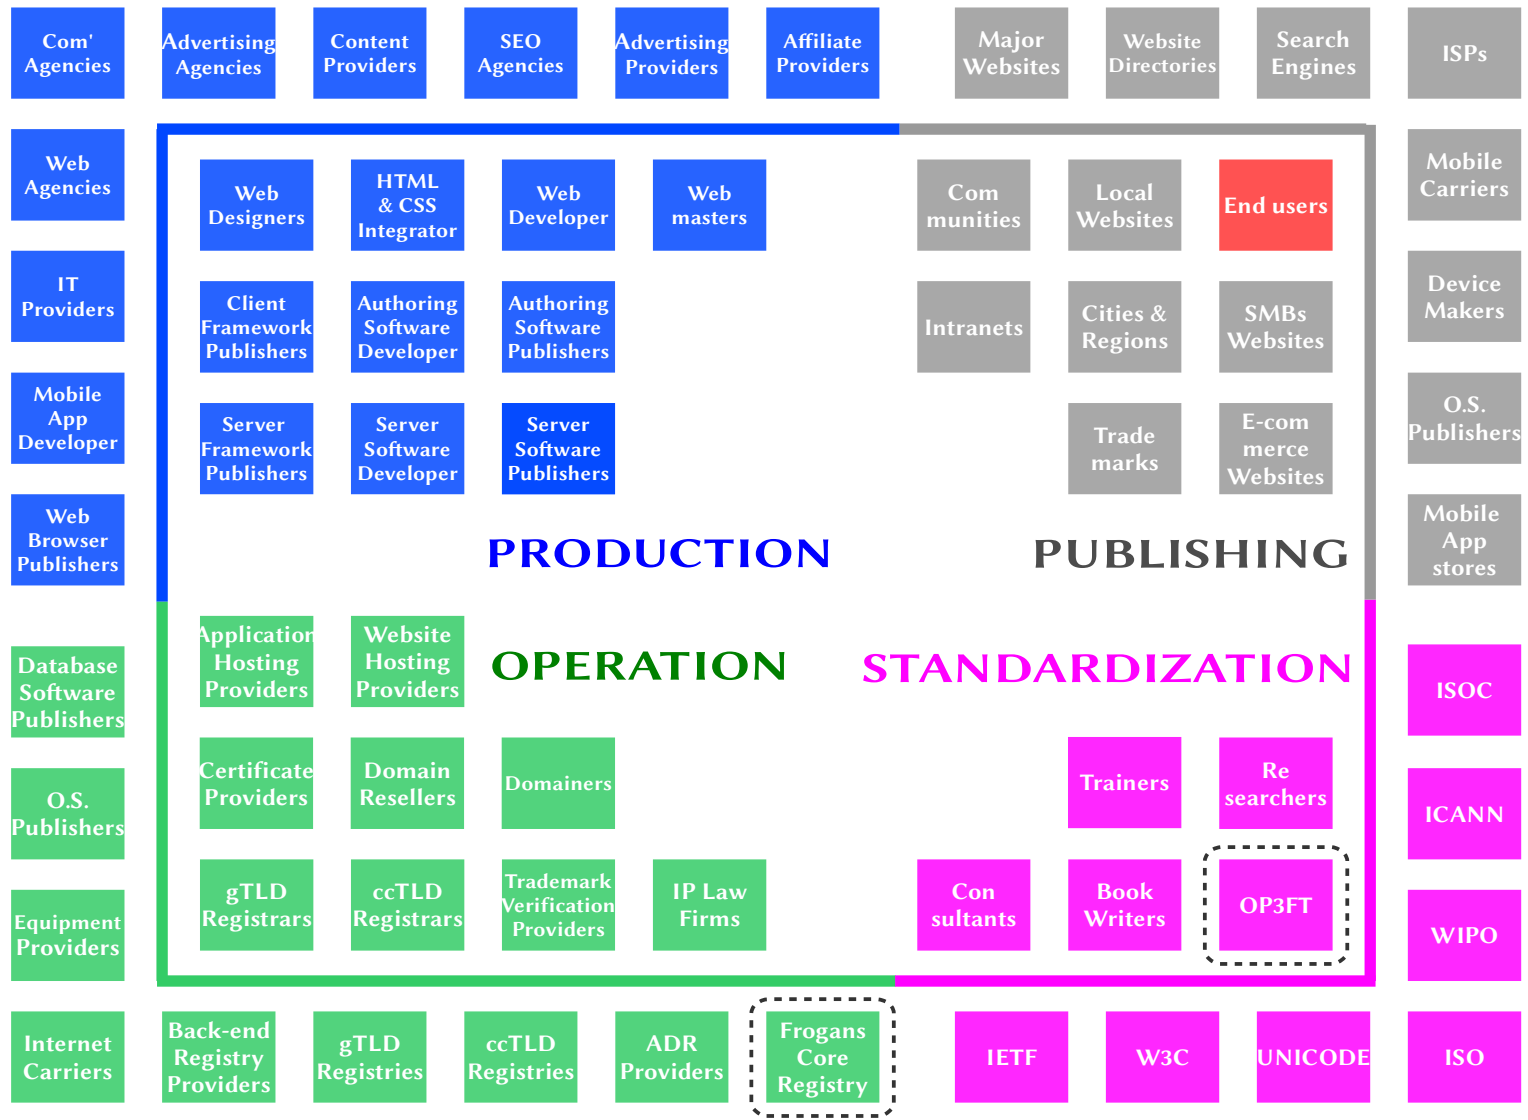 Com'
Agencies
Advertising
Agencies
Content
Providers
SEO
Agencies
Advertising
Providers
Affiliate
Providers
Major
Websites
Website
Directories
Search
Engines
ISPs
Web
Agencies
Web
Designers
HTML
& CSS
Integrator
Web
Developer
Web
masters
Com
munities
Local
Websites
End users
Mobile
Carriers
IT
Providers
Client
Framework
Publishers
Authoring
Software
Developer
Authoring
Software
Publishers
Intranets
Cities &
Regions
SMBs
Websites
Device
Makers
Mobile
App
Developer
Server
Framework
Publishers
Server
Software
Developer
Server
Software
Publishers
Trade
marks
E-com
merce
Websites
O.S.
Publishers
Web
Browser
Publishers
PRODUCTION
PUBLISHING
Mobile
App
stores
Database
Software
Publishers
Application
Hosting
Providers
Website
Hosting
Providers
OPERATION
STANDARDIZATION
ISOC
O.S.
Publishers
Certificate
Providers
Domain
Resellers
Domainers
Trainers
Re
searchers
ICANN
Equipment
Providers
gTLD
Registrars
ccTLD
Registrars
Trademark
Verification
Providers
IP Law
Firms
Con
sultants
Book
Writers
OP3FT
WIPO
Internet
Carriers
Back-end
Registry
Providers
gTLD
Registries
ccTLD
Registries
ADR
Providers
Frogans
Core
Registry
IETF
W3C
UNICODE
ISO